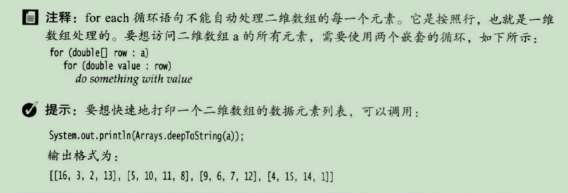 注释：for each 循环语句不能自动处理二维数组的每一个元素。它是按照行，也就是一维
数组处理的。要想访问二维数组 a 的所有元素，需要使用两个嵌套的循环，如下所示：
for (double[] row : a)
for (double value : row)
do something with value
提示：要想快速地打印一个二维数组的数据元素列表，可以调用：
System.out.println(Arrays.deepToString(a));
输出格式为：
[[16, 3, 2, 13], [5, 10, 11, 8], [9, 6, 7, 12], [4, 15, 14, 1]]